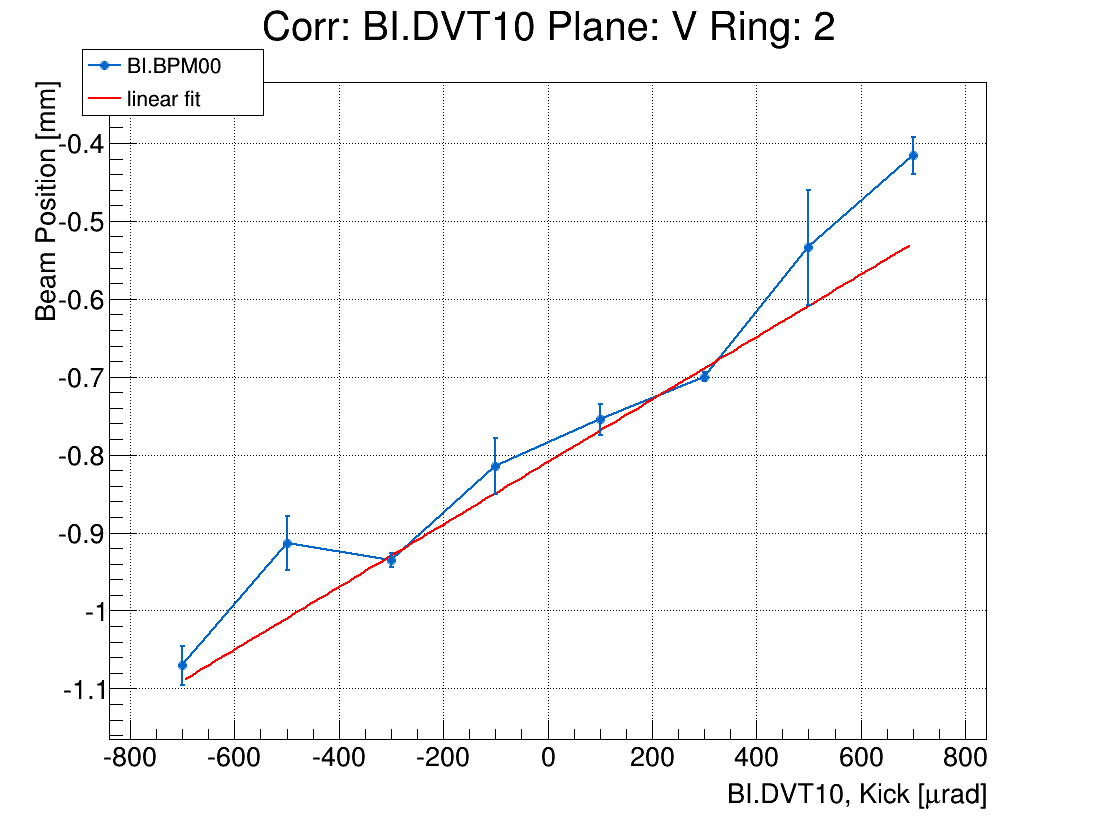 Corr: BI.DVT10 Plane: V Ring: 2
BI.BPM00
linear fit
Beam Position [mm]
-0.4
-0.5
-0.6
-0.7
-0.8
-0.9
-1
-1.1
-800 -600 -400 -200 0 200 400 600 800
BI.DVT10, Kick [μrad]